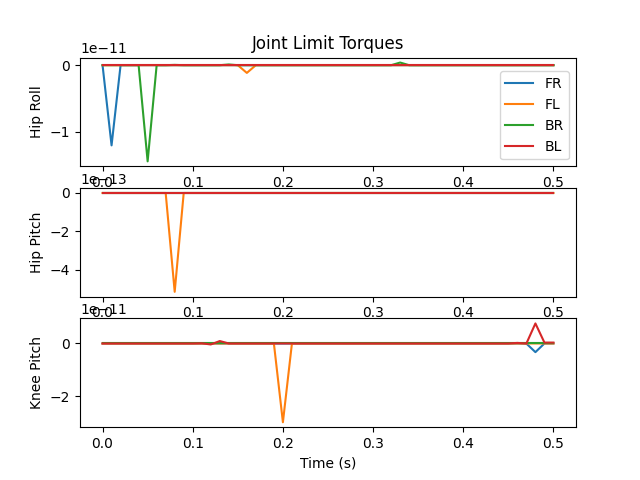 Joint Limit Torques
1e−11
0
−1
Hip Roll
FR
FL
BR
BL
0.0 0.1 0.2 0.3 0.4 0.5
1e−13
0
−2
−4
Hip Pitch
0.0 0.1 0.2 0.3 0.4 0.5
1e−11
0
−2
Knee Pitch
0.0 0.1 0.2 0.3 0.4 0.5
Time (s)